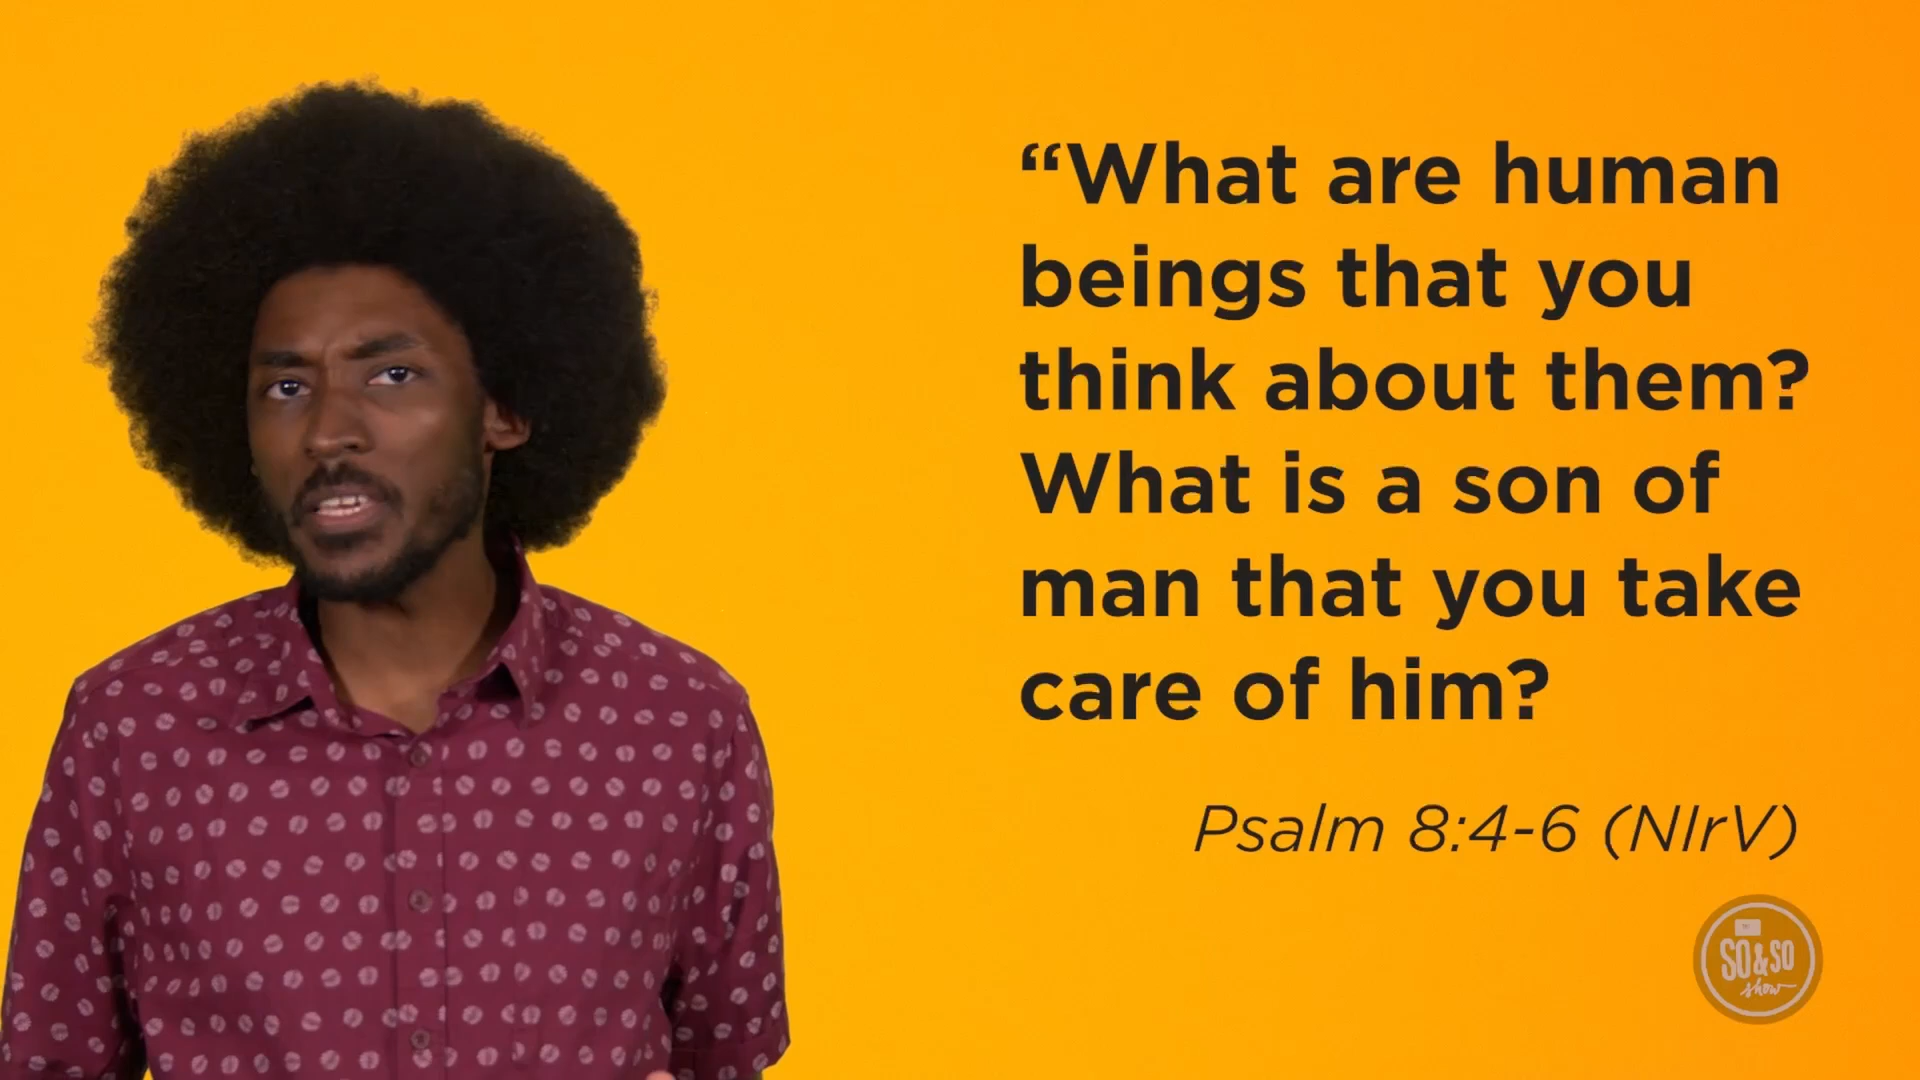 “What are human
beings that you
think about them?
What is a son of
man that you take
care of him?
Psalm 8:4-6 (NIrV)
SO & SO
show